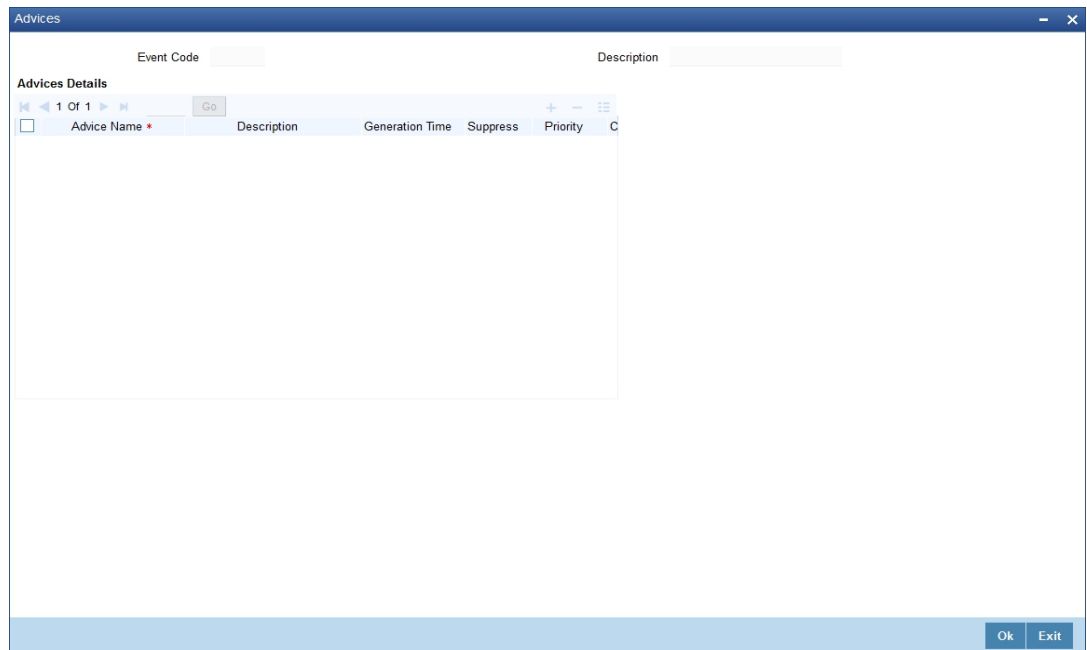 Advices
Event Code Description
Advices Details
1 Of 1 Go
Advice Name * Description Generation Time Suppress Priority C
Ok Exit